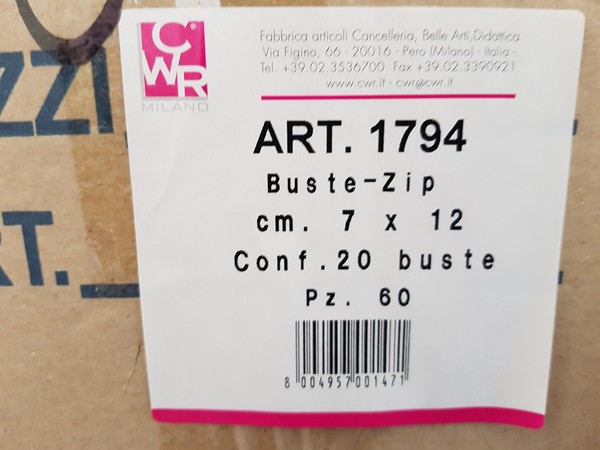 CWR
MILANO
Fabbrica articoli Cancelleria, Belle Arti,Didattica
Via Figino, 66 - 20016 - Pero (Milano) - Italia -
Tel. +39.02.3536700 Fax +39.02.3390921
www.cwr.it - cwr@cwr.it
ZZI
RT.
ART. 1794
Buste-Zip
cm. 7 x 12
Conf.20 buste
Pz. 60
8 004957 001471